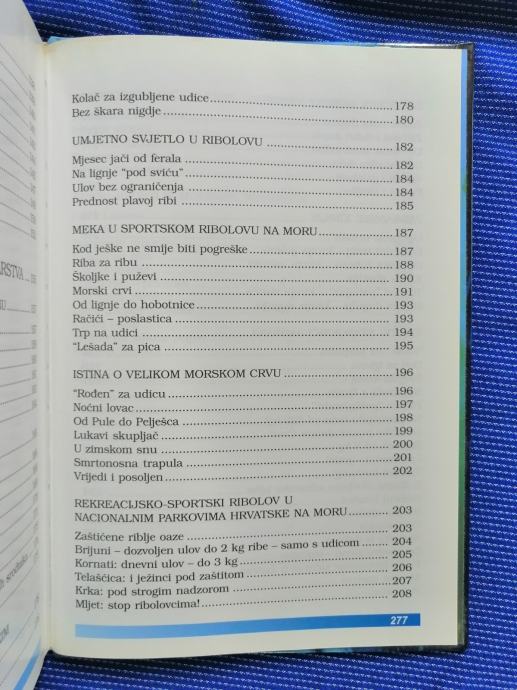 Kolač za izgubljene udice 178
Bez škara nigdje 180
UMJETNO SVJETLO U RIBOLOVU 182
Mjesec jači od ferala 182
Na lignje "pod sviću" 184
Ulov bez ograničenja 184
Prednost plavoj ribi 185
MEKA U SPORTSKOM RIBOLOVU NA MORU 187
Kod ješke ne smije biti pogreške 187
Riba za ribu 188
Školjke i puževi 190
Morski crvi 191
Od lignje do hobotnice 193
Račići – poslastica 193
Trp na udici 194
"Lešada" za pica 195
ISTINA O VELIKOM MORSKOM CRVU 196
"Rođen" za udicu 196
Noćni lovac 197
Od Pule do Pelješca 198
Lukavi skupljač 199
U zimskom snu 200
Smrtonosna trapula 201
Vrijedi i posoljen 202
REKREACIJSKO-SPORTSKI RIBOLOV U
NACIONALNIM PARKOVIMA HRVATSKE NA MORU 203
Zaštićene riblje oaze 203
Brijuni – dozvoljen ulov do 2 kg ribe – samo s udicom 204
Kornati: dnevni ulov – do 3 kg 205
Telašćica: i ježinci pod zaštitom 206
Krka: pod strogim nadzorom 207
Mljet: stop ribolovcima! 208
277